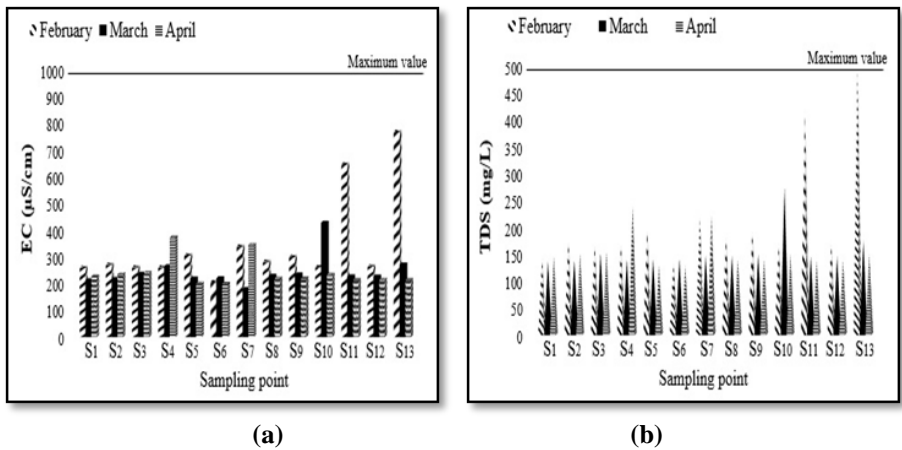 February March April
Maximum value
1000
900
800
700
600
500
400
300
200
100
0
EC (µS/cm)
S1 S2 S3 S4 S5 S6 S7 S8 S9 S10 S11 S12 S13
Sampling point
(a)
February March April
Maximum value
500
450
400
350
300
250
200
150
100
50
0
TDS (mg/L)
S1 S2 S3 S4 S5 S6 S7 S8 S9 S10 S11 S12 S13
Sampling point
(b)